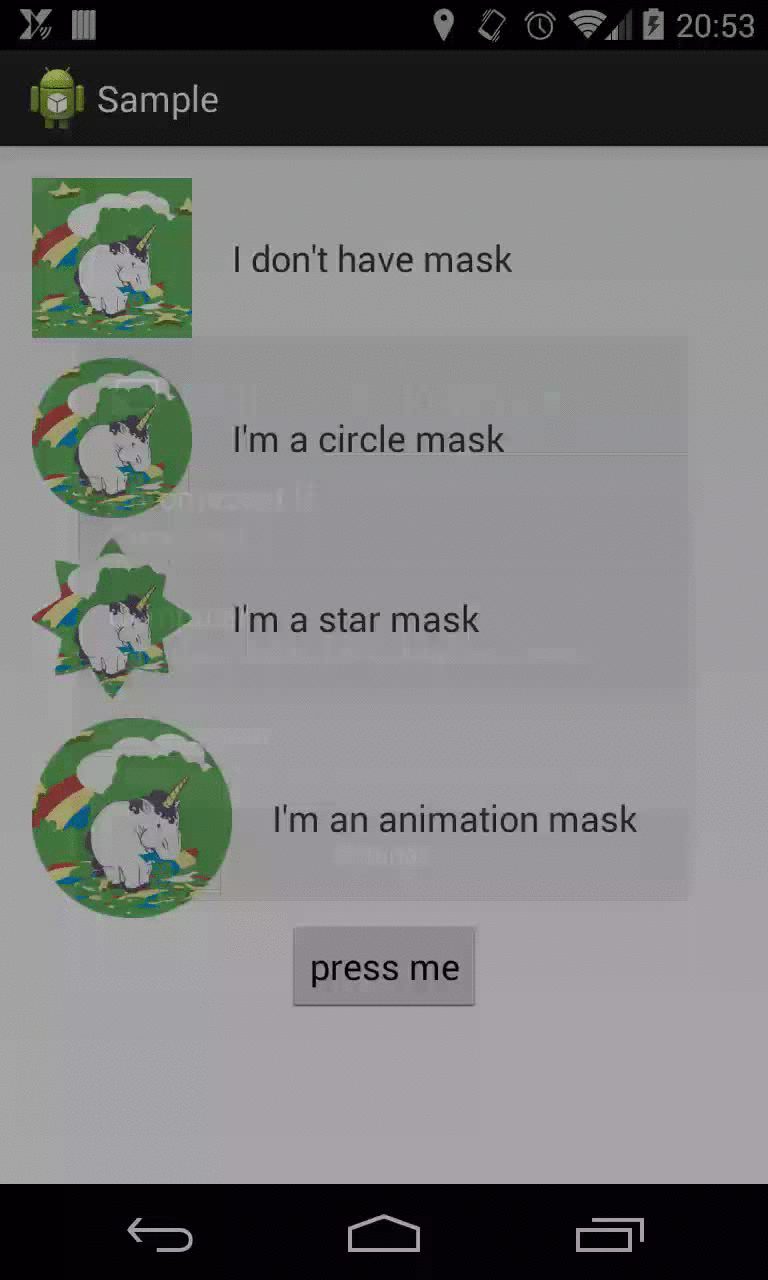 20:53
Sample
I don't have mask
I'm a circle mask
I'm a star mask
I'm an animation mask
press me